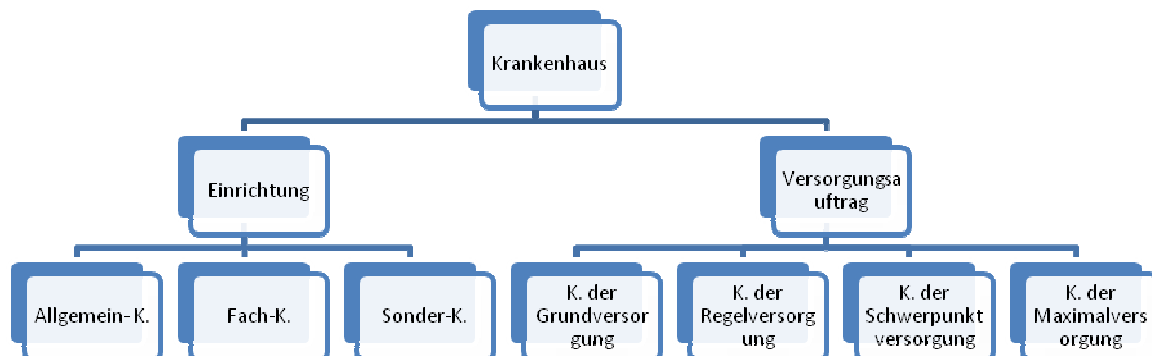 Krankenhaus
Einrichtung
Versorgungsa
uftrag
Allgemein-K.
Fach-K.
Sonder-K.
K. der
Grundversor
gung
K. der
Regelversorg
ung
K. der
Schwerpunkt
versorgung
K. der
Maximalvers
orgung